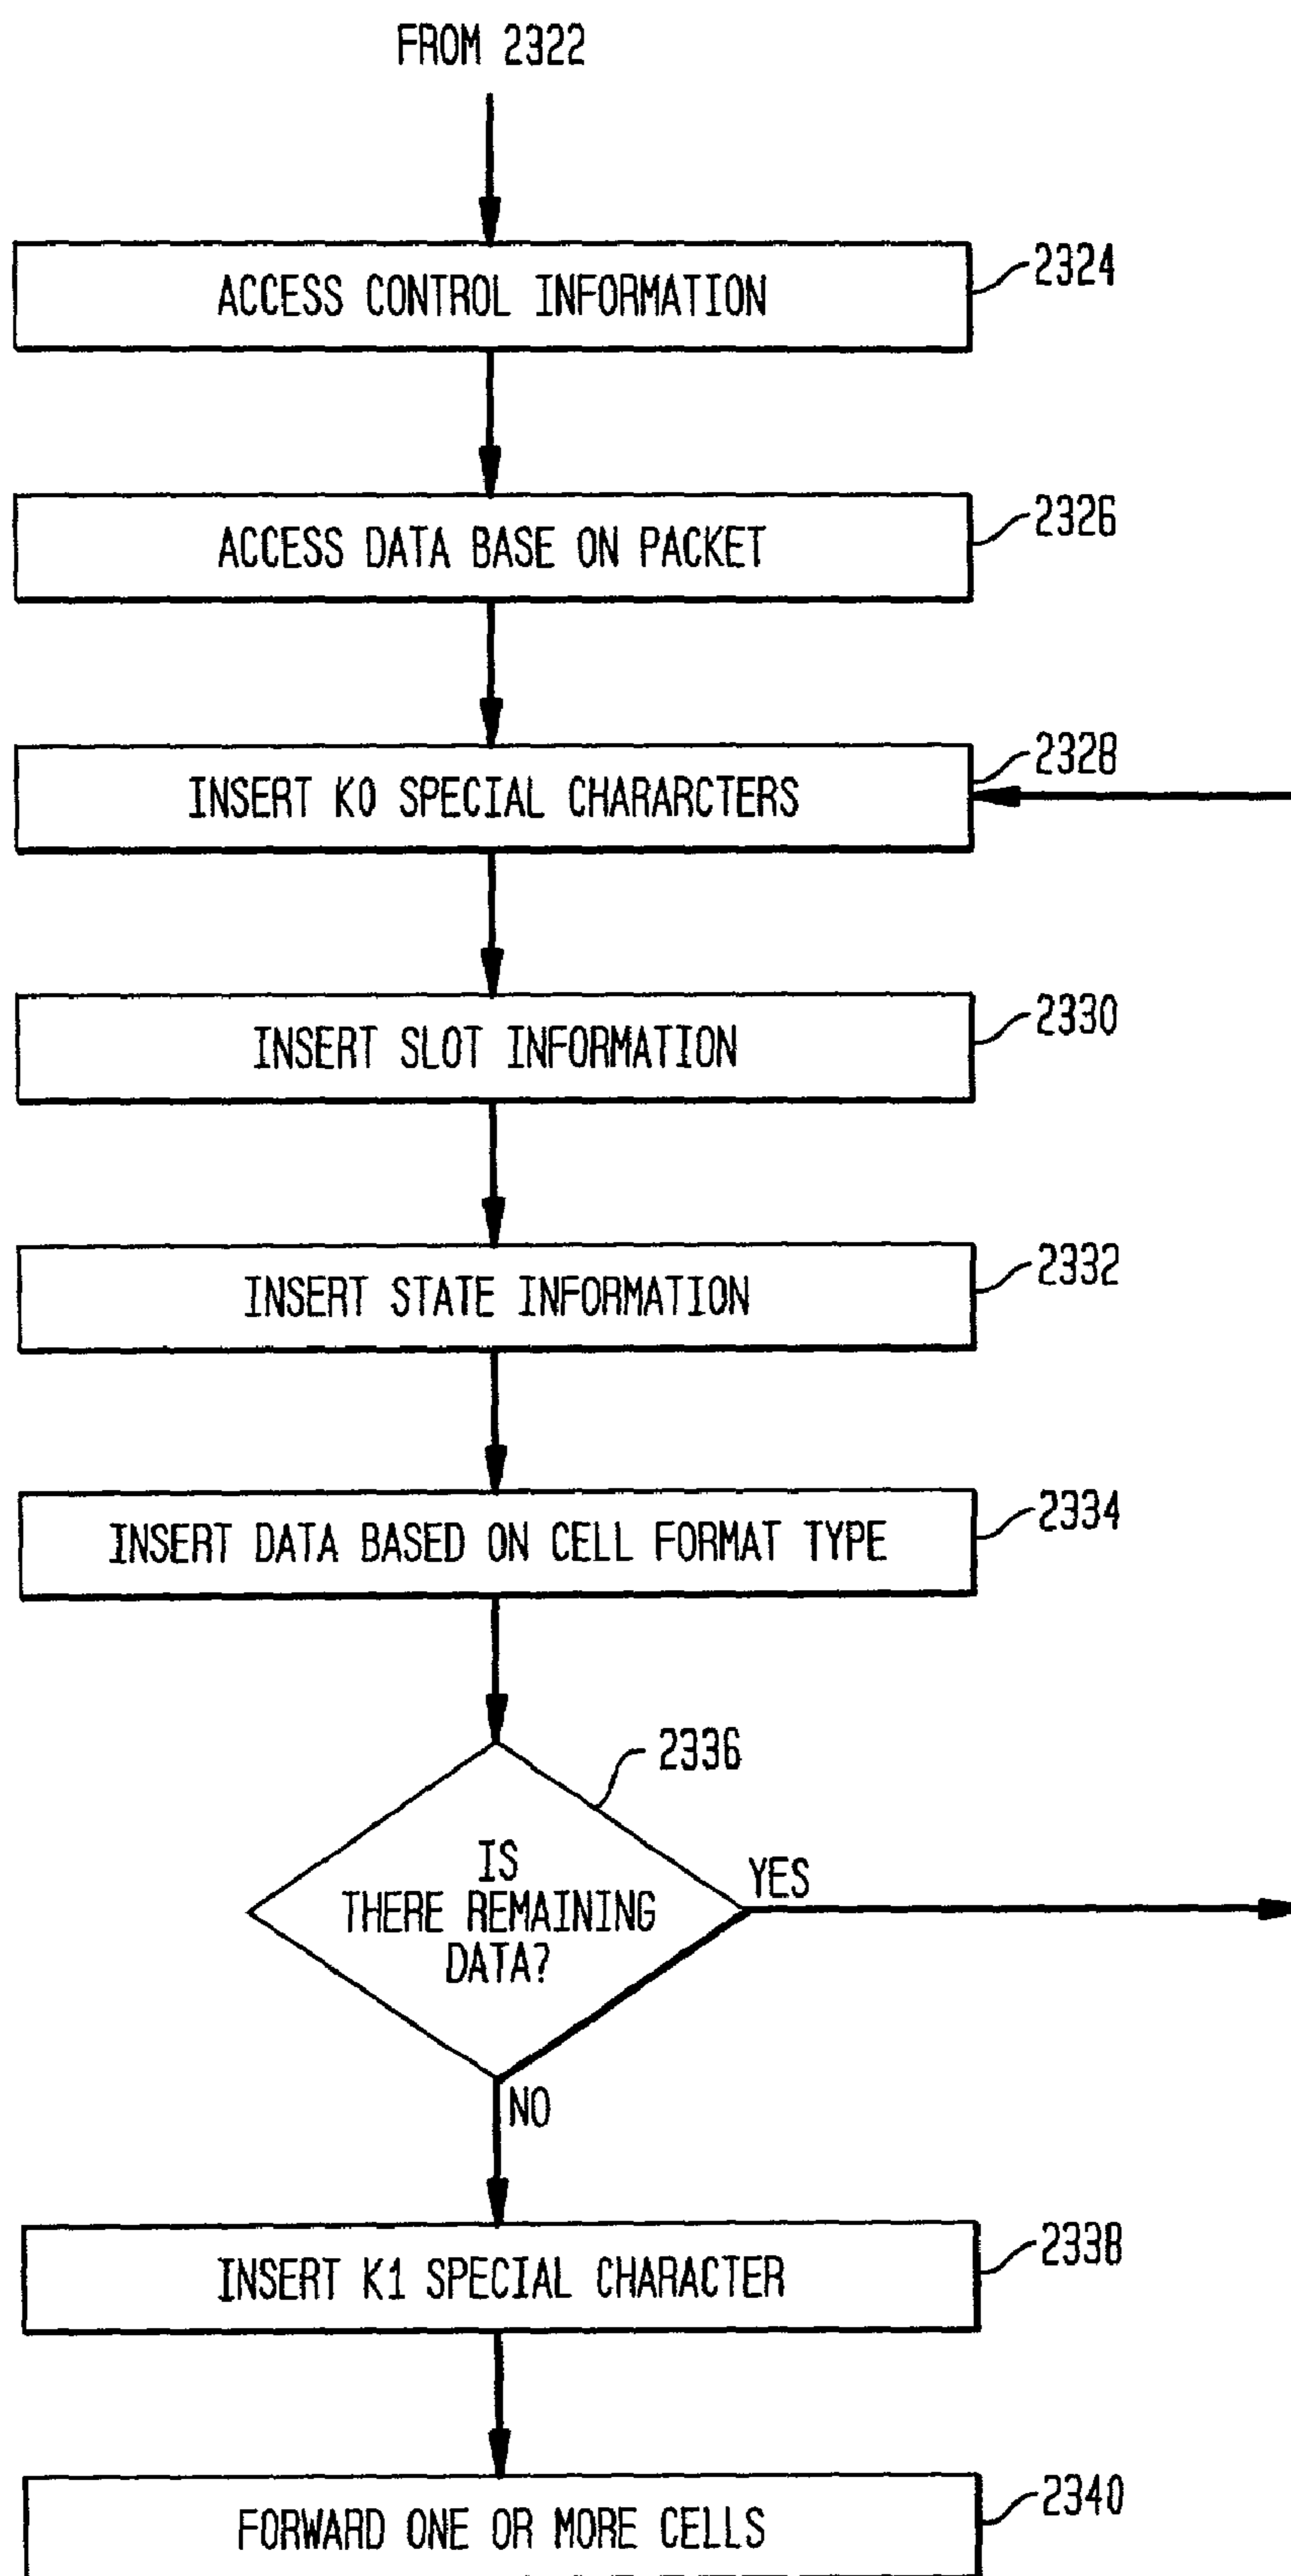 FROM 2322
ACCESS CONTROL INFORMATION
2324
ACCESS DATA BASE ON PACKET
2326
INSERT K0 SPECIAL CHARARCTERS
2328
INSERT SLOT INFORMATION
2330
INSERT STATE INFORMATION
2332
INSERT DATA BASED ON CELL FORMAT TYPE
2334
2336
IS
THERE REMAINING
DATA?
YES
NO
INSERT K1 SPECIAL CHARACTER
2338
FORWARD ONE OR MORE CELLS
2340